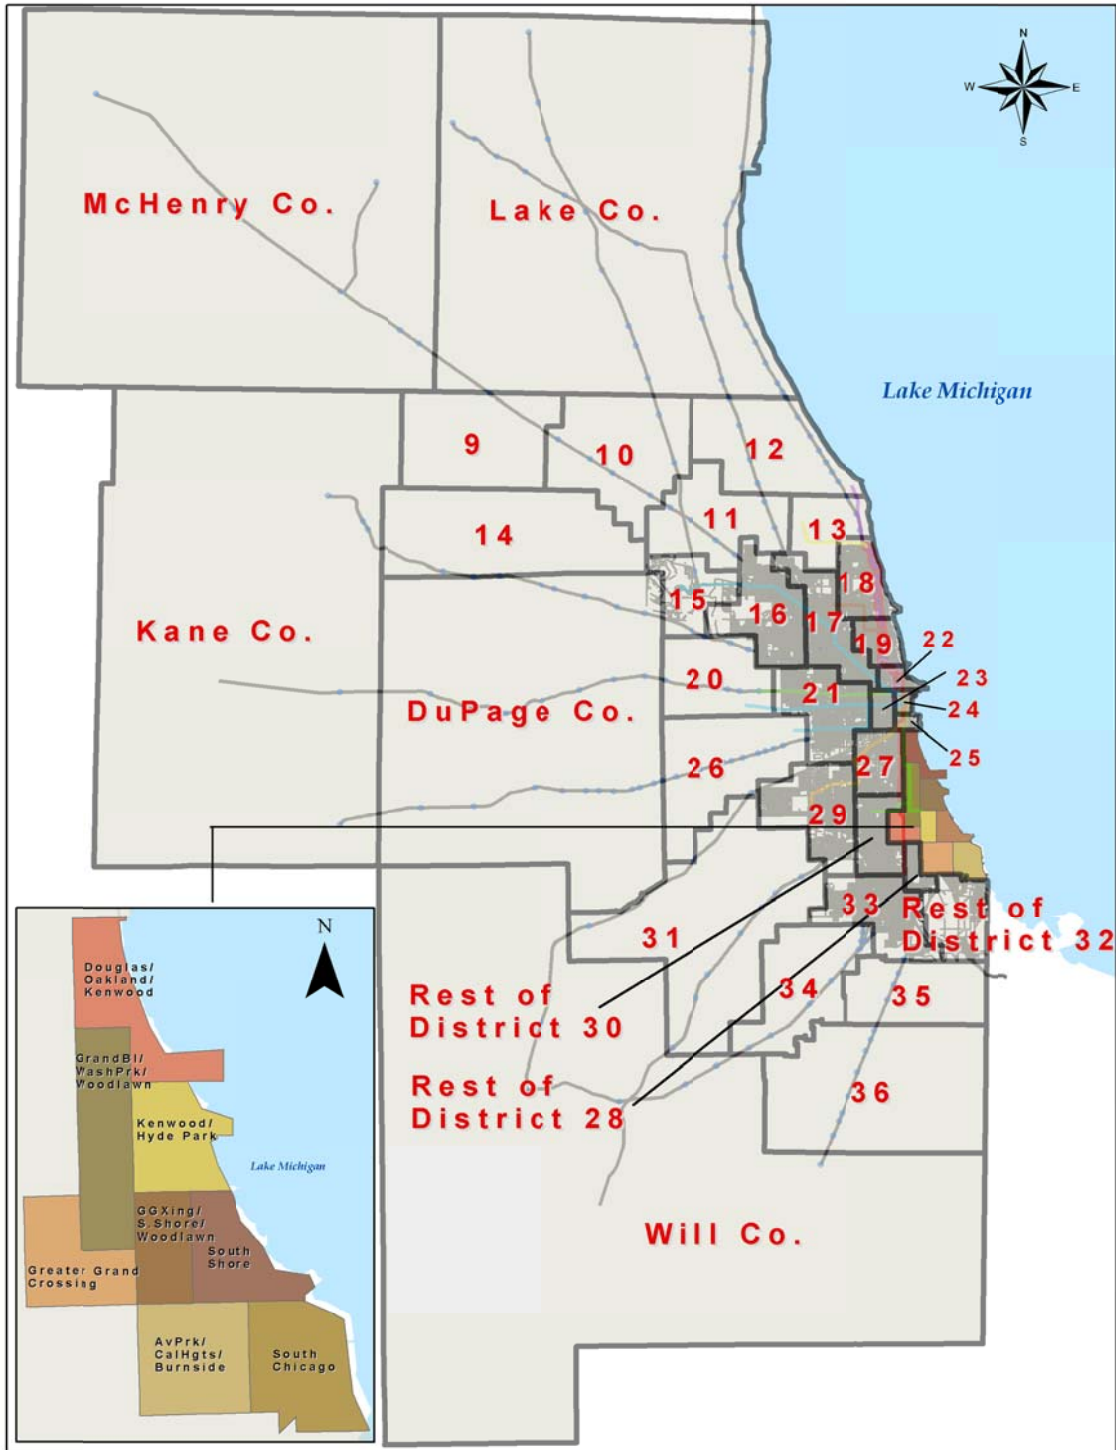 N
W E
S
McHenry Co.
Lake Co.
Lake Michigan
9
10
12
11
13
14
18
15
16
17
Kane Co.
19
22
20
21
23
DuPage Co.
24
25
26
27
29
33
Rest of
District 32
31
34
35
Rest of
District 30
Rest of
District 28
36
Will Co.
N
Douglas/
Oakland/
Kenwood
GrandBl/
WashPrk/
Woodlawn
Kenwood/
Hyde Park
Lake Michigan
GGXing/
S.Shore/
Woodlawn
South
Shore
Greater Grand
Crossing
AvPrk/
CalHgts/
Burnside
South
Chicago